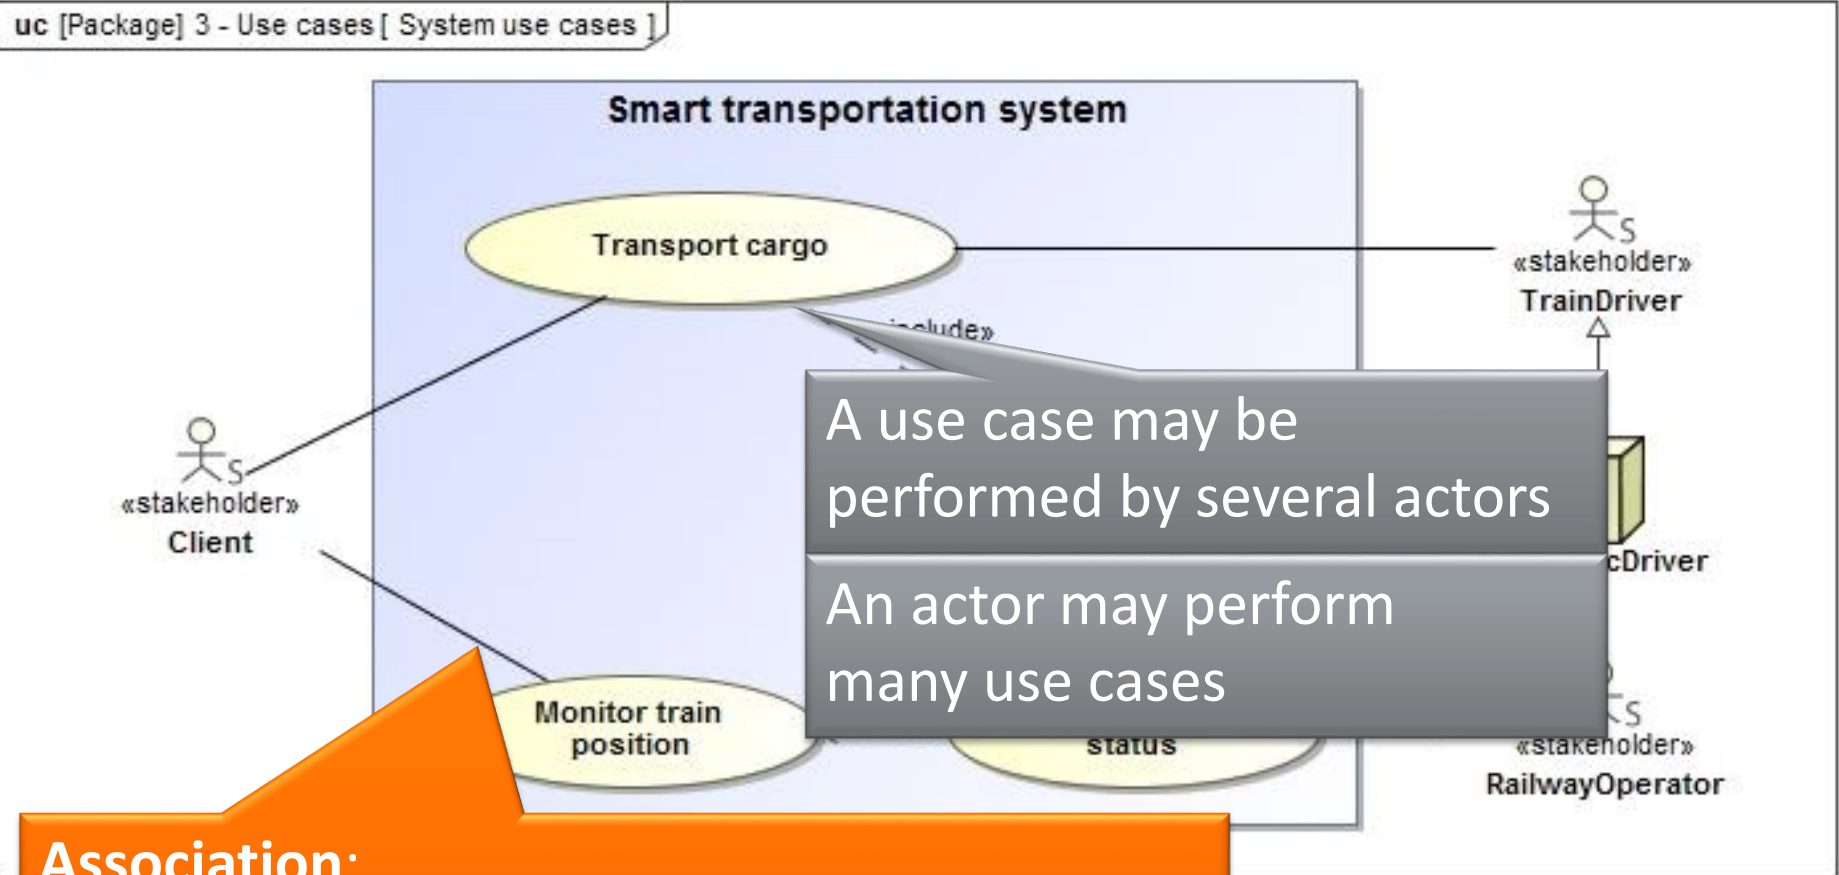 uc [Package] 3 - Use cases [ System use cases ]
Smart transportation system
Transport cargo
S
«stakeholder»
TrainDriver
A use case may be
performed by several actors
S
«stakeholder»
Client
An actor may perform
many use cases
Monitor train
position
status
S
«stakeholder»
RailwayOperator
Association: